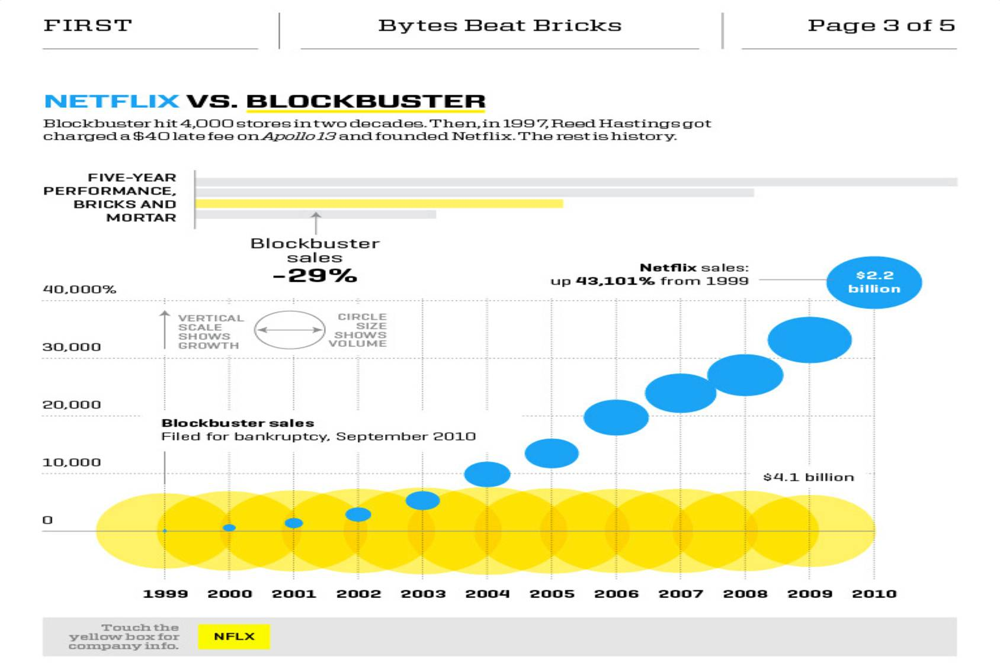 FIRST
Bytes Beat Bricks
Page 3 of 5
NETFLIX VS. BLOCKBUSTER
Blockbuster hit 4,000 stores in two decades. Then, in 1997, Reed Hastings got
charged a $40 late fee on Apollo 13 and founded Netflix. The rest is history.
FIVE-YEAR
PERFORMANCE,
BRICKS AND
MORTAR
Blockbuster
sales
-29%
Netflix sales:
up 43,101% from 1999
$2.2
billion
40,000%
VERTICAL
SCALE
SHOWS
GROWTH
CIRCLE
SIZE
SHOWS
VOLUME
30,000
20,000
Blockbuster sales
Filed for bankruptcy, September 2010
10,000
$4.1 billion
0
1999 2000 2001 2002 2003 2004 2005 2006 2007 2008 2009 2010
Touch the
yellow box for
company info.
NFLX